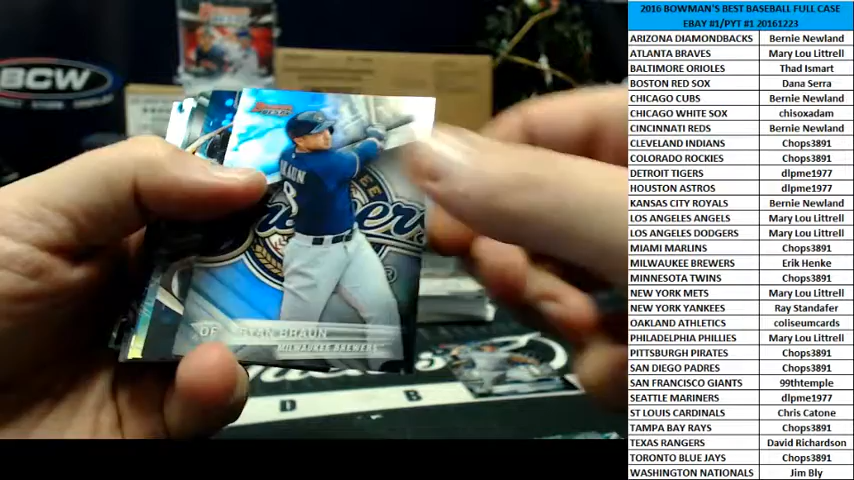 BCW
DISPLAY
Bowman's
BEST
OF RYAN BRAUN
MILWAUKEE BREWERS
D B
2016 BOWMAN'S BEST BASEBALL FULL CASE
EBAY #1/PYT #1 20161223
ARIZONA DIAMONDBACKS Bernie Newland
ATLANTA BRAVES Mary Lou Littrell
BALTIMORE ORIOLES Thad Ismart
BOSTON RED SOX Dana Serra
CHICAGO CUBS Bernie Newland
CHICAGO WHITE SOX chisoxadam
CINCINNATI REDS Bernie Newland
CLEVELAND INDIANS Chops3891
COLORADO ROCKIES Chops3891
DETROIT TIGERS dlpme1977
HOUSTON ASTROS dlpme1977
KANSAS CITY ROYALS Bernie Newland
LOS ANGELES ANGELS Mary Lou Littrell
LOS ANGELES DODGERS Mary Lou Littrell
MIAMI MARLINS Chops3891
MILWAUKEE BREWERS Erik Henke
MINNESOTA TWINS Chops3891
NEW YORK METS Mary Lou Littrell
NEW YORK YANKEES Ray Standafer
OAKLAND ATHLETICS coliseumcards
PHILADELPHIA PHILLIES Mary Lou Littrell
PITTSBURGH PIRATES Chops3891
SAN DIEGO PADRES Chops3891
SAN FRANCISCO GIANTS 99thtemple
SEATTLE MARINERS dlpme1977
ST LOUIS CARDINALS Chris Catone
TAMPA BAY RAYS Chops3891
TEXAS RANGERS David Richardson
TORONTO BLUE JAYS Chops3891
WASHINGTON NATIONALS Jim Bly